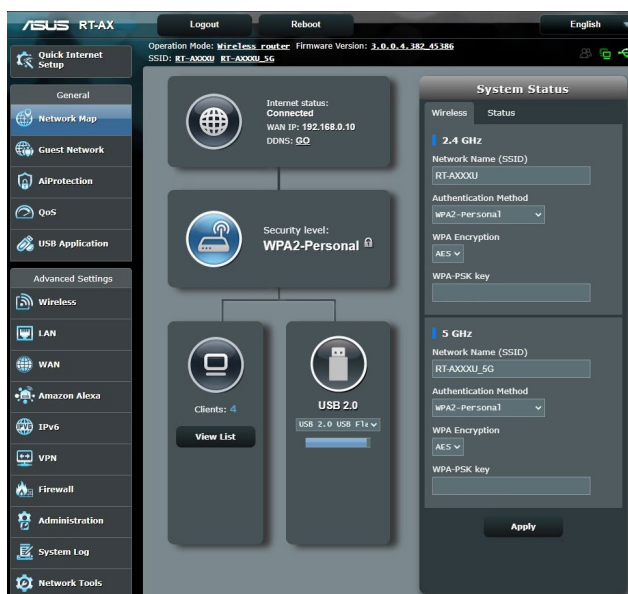 ASUS RT-AX
Logout
Reboot
English
Operation Mode: Wireless router Firmware Version: 3.0.0.4.382_45386
SSID: RT-AXXXU RT-AXXXU_5G
Quick Internet
Setup
General
Network Map
Guest Network
AiProtection
QoS
USB Application
Advanced Settings
Wireless
LAN
WAN
Amazon Alexa
IPv6
VPN
Firewall
Administration
System Log
Network Tools
Internet status:
Connected
WAN IP: 192.168.0.10
DDNS: GO
Security level:
WPA2-Personal
Clients: 4
View List
USB 2.0
USB 2.0 USB Fla
System Status
Wireless Status
2.4 GHz
Network Name (SSID)
RT-AXXXU
Authentication Method
WPA2-Personal
WPA Encryption
AES
WPA-PSK key
5 GHz
Network Name (SSID)
RT-AXXXU_5G
Authentication Method
WPA2-Personal
WPA Encryption
AES
WPA-PSK key
Apply